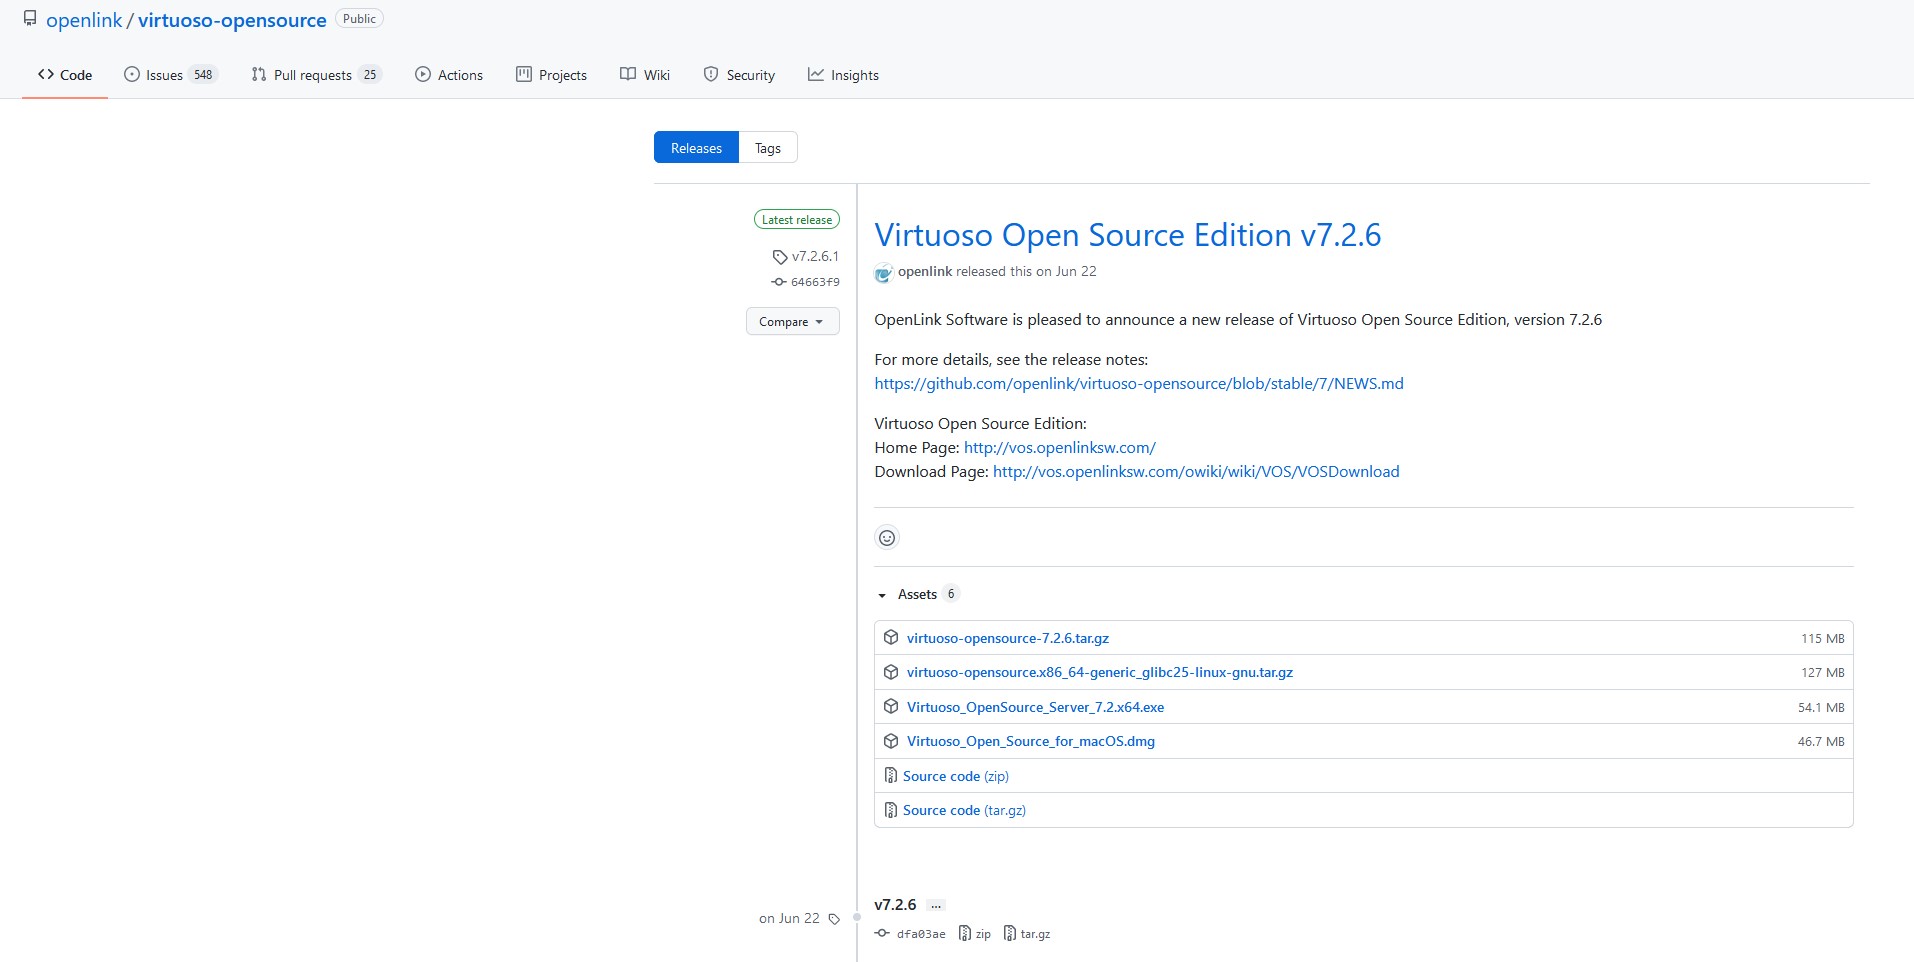 openlink / virtuoso-opensource Public
Code Issues 548 Pull requests 25 Actions Projects Wiki Security Insights
Releases Tags
Latest release
v7.2.6.1
64663f9
Compare
Virtuoso Open Source Edition v7.2.6
openlink released this on Jun 22
OpenLink Software is pleased to announce a new release of Virtuoso Open Source Edition, version 7.2.6
For more details, see the release notes:
https://github.com/openlink/virtuoso-opensource/blob/stable/7/NEWS.md
Virtuoso Open Source Edition:
Home Page: http://vos.openlinksw.com/
Download Page: http://vos.openlinksw.com/owiki/wiki/VOS/VOSDownload
Assets 6
virtuoso-opensource-7.2.6.tar.gz 115 MB
virtuoso-opensource.x86_64-generic_glibc25-linux-gnu.tar.gz 127 MB
Virtuoso_OpenSource_Server_7.2.x64.exe 54.1 MB
Virtuoso_Open_Source_for_macOS.dmg 46.7 MB
Source code (zip)
Source code (tar.gz)
on Jun 22
v7.2.6 ...
dfa03ae zip tar.gz